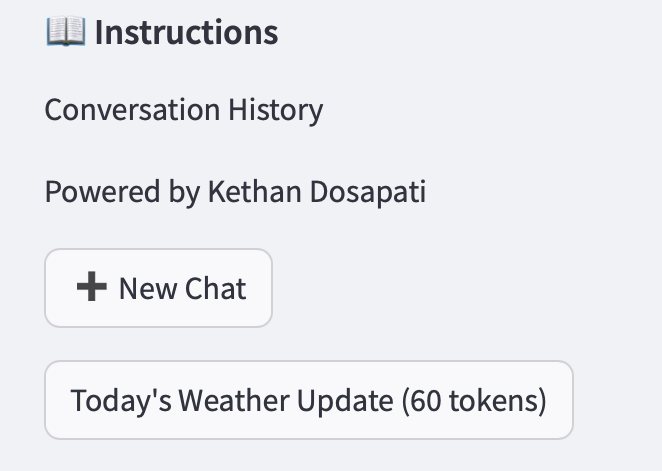 📖 Instructions
Conversation History
Powered by Kethan Dosapati
➕ New Chat
Today's Weather Update (60 tokens)